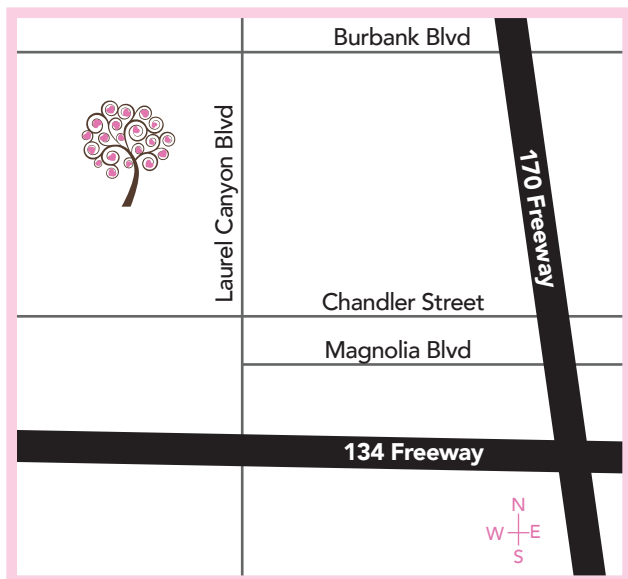 Burbank Blvd
Laurel Canyon Blvd
170 Freeway
Chandler Street
Magnolia Blvd
134 Freeway
N
W E
S